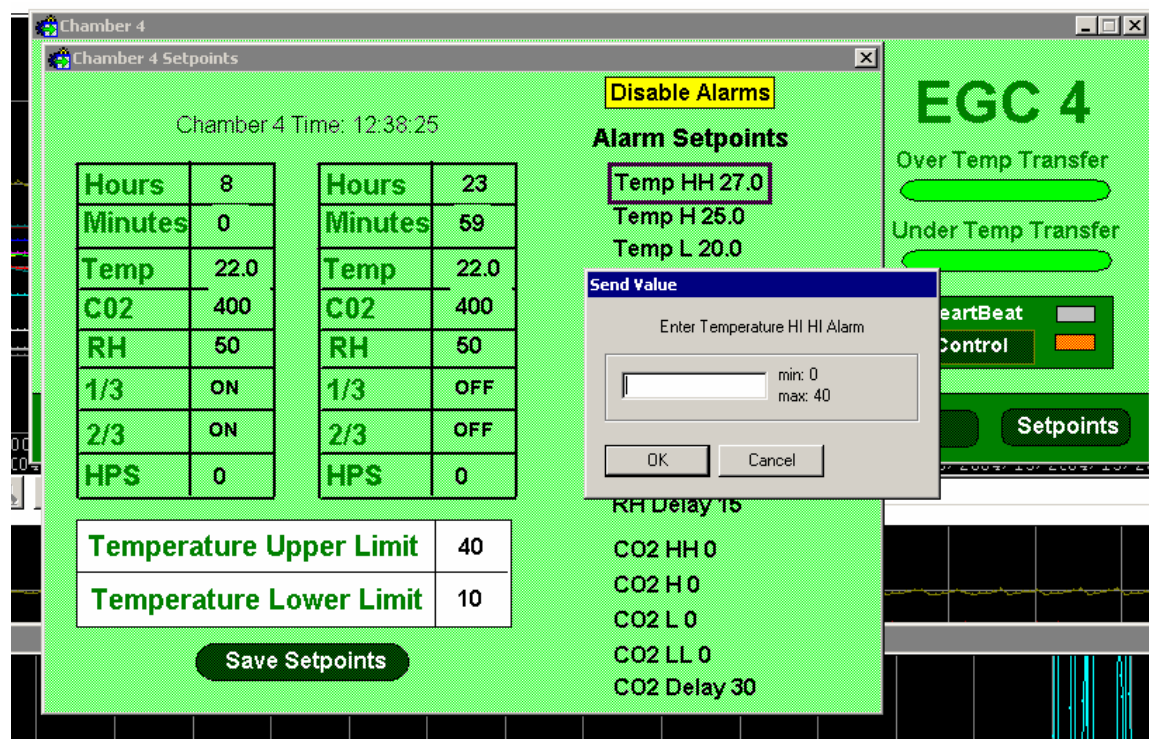 Chamber 4
Chamber 4 Setpoints
Chamber 4 Time: 12:38:25
Hours 8
Minutes 0
Temp 22.0
C02 400
RH 50
1/3 ON
2/3 ON
HPS 0
Hours 23
Minutes 59
Temp 22.0
C02 400
RH 50
1/3 OFF
2/3 OFF
HPS 0
Temperature Upper Limit 40
Temperature Lower Limit 10
Save Setpoints
Disable Alarms
Alarm Setpoints
Temp HH 27.0
Temp H 25.0
Temp L 20.0
Send Value
Enter Temperature HI HI Alarm
min: 0
max: 40
OK Cancel
RH Delay 15
CO2 HH 0
CO2 H 0
CO2 L 0
CO2 LL 0
CO2 Delay 30
EGC 4
Over Temp Transfer
Under Temp Transfer
eartBeat
Control
Setpoints